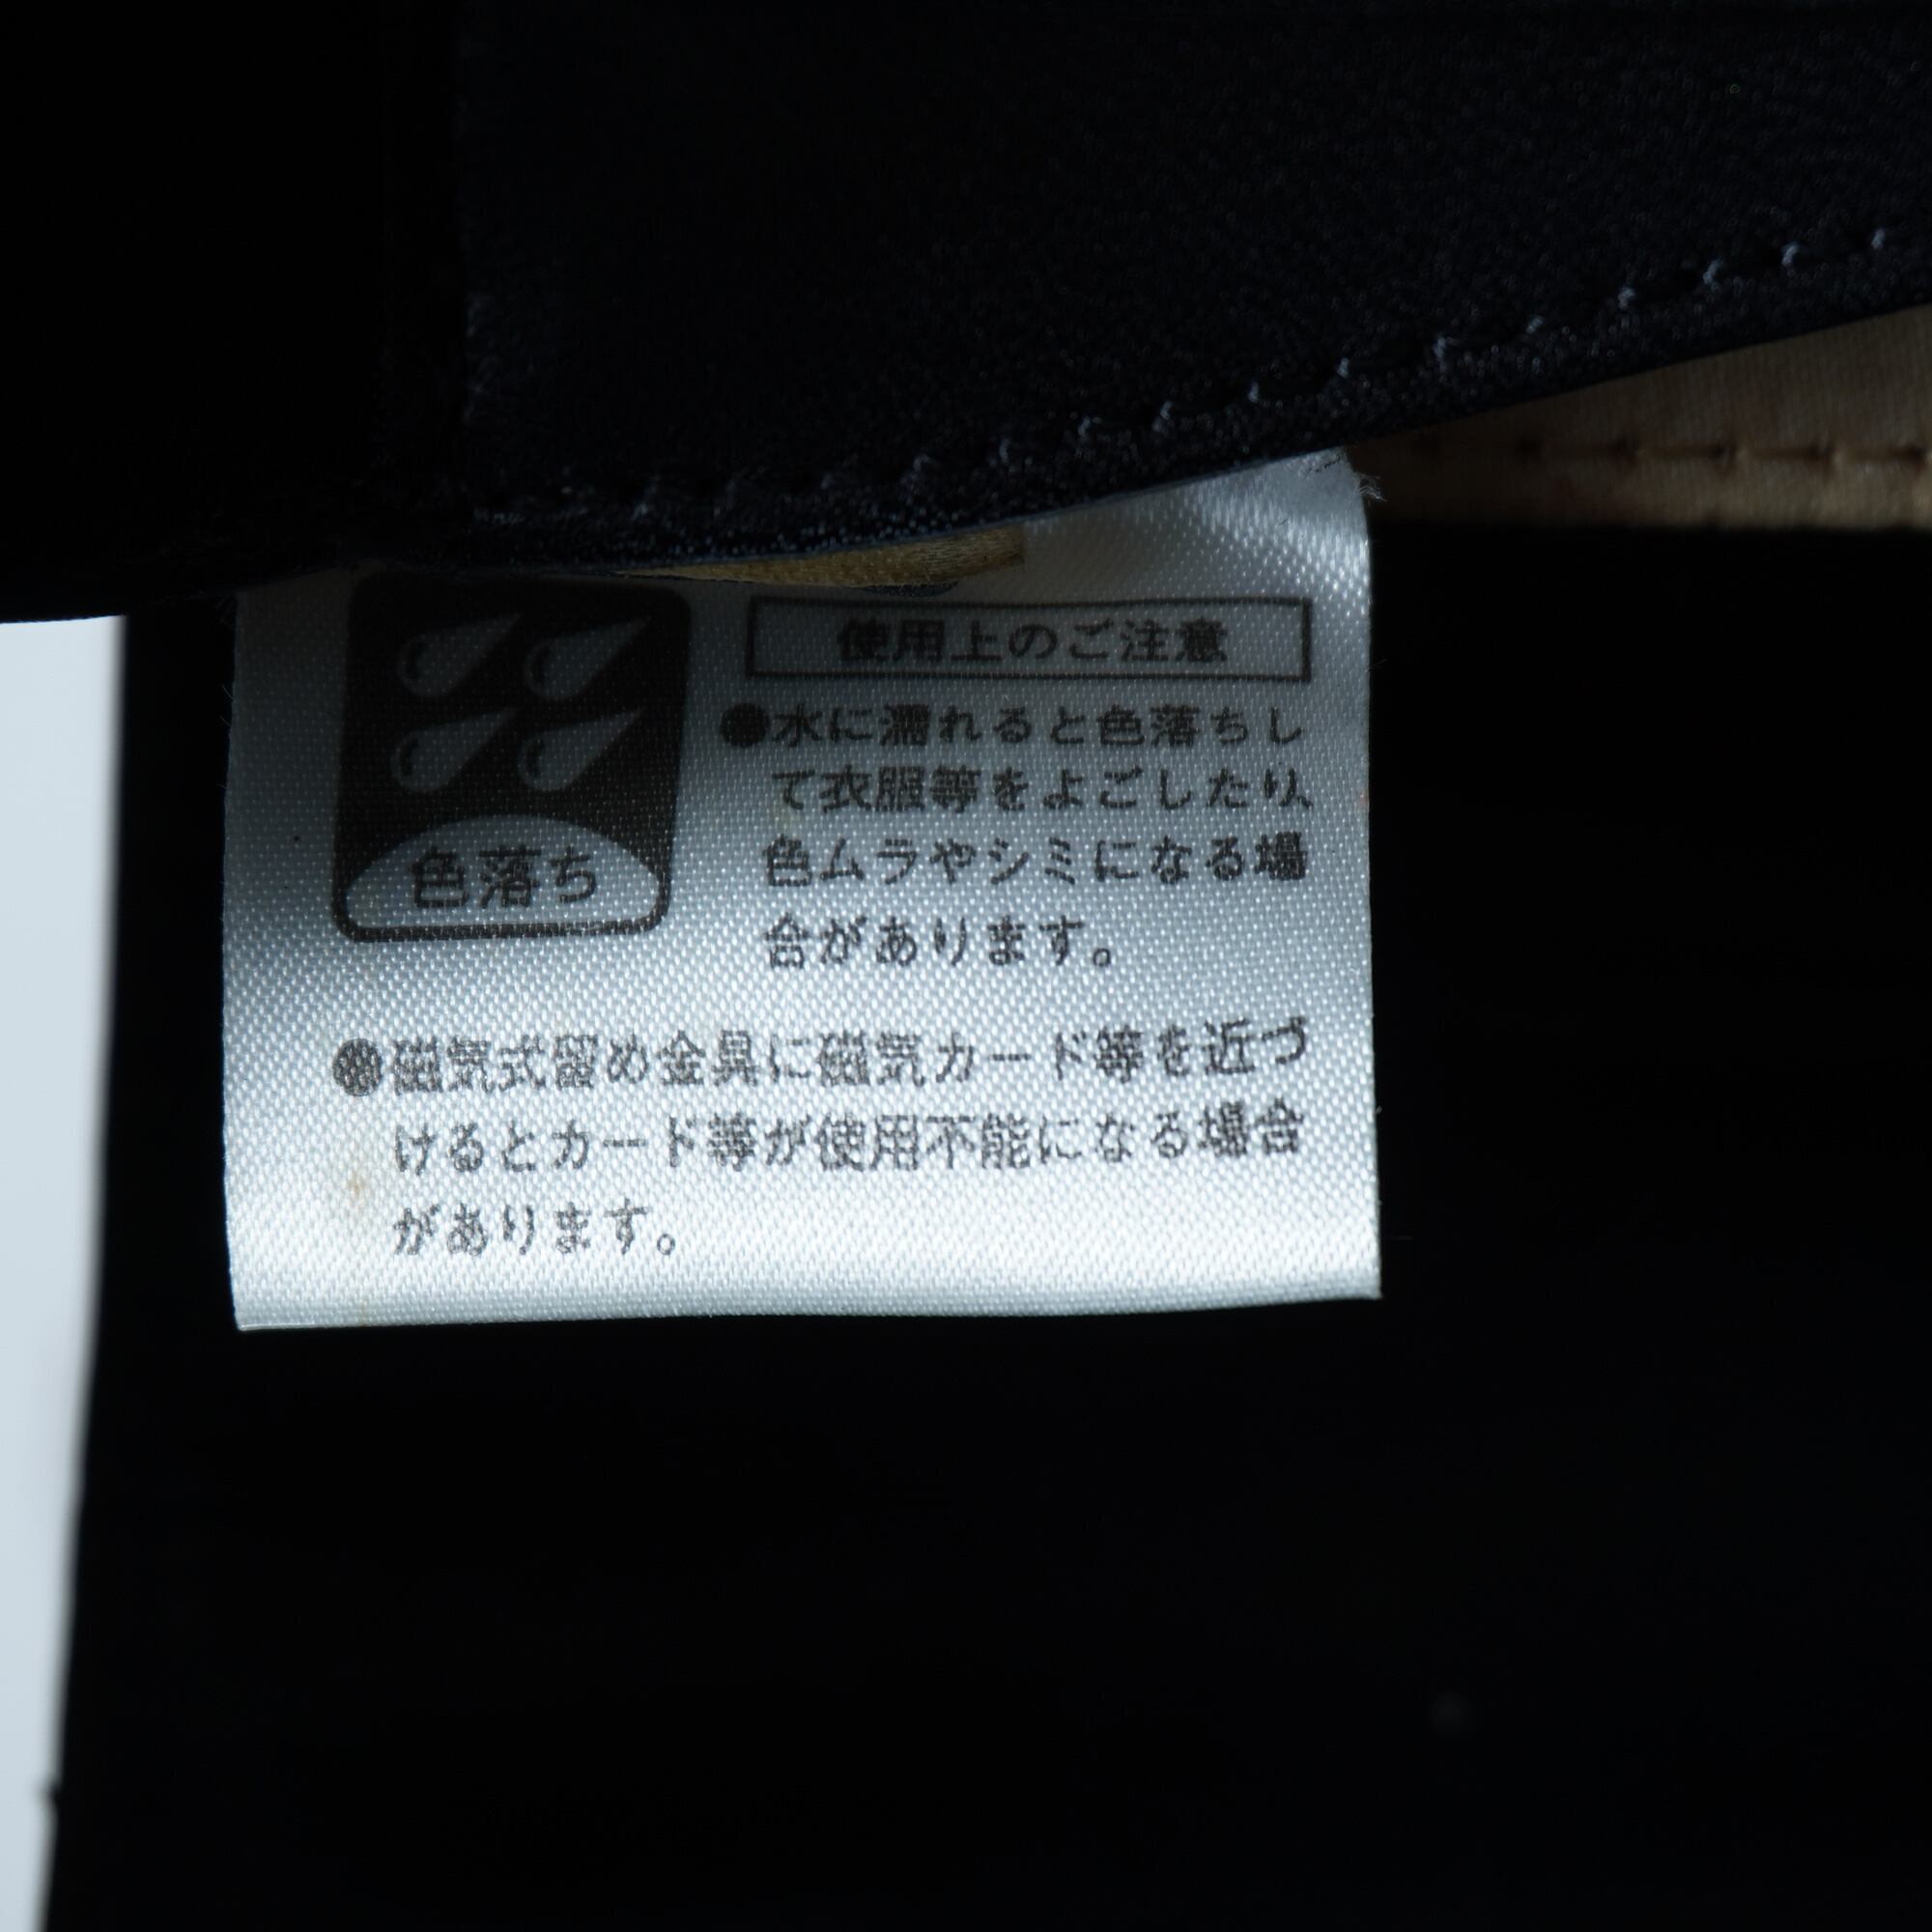 使用上のご注意
●水に濡れると色落ちし
て衣服等をよごしたり、
色ムラやシミになる場
合があります。
色落ち
●磁気式留め金具に磁気カード等を近づ
けるとカード等が使用不能になる場合
があります。